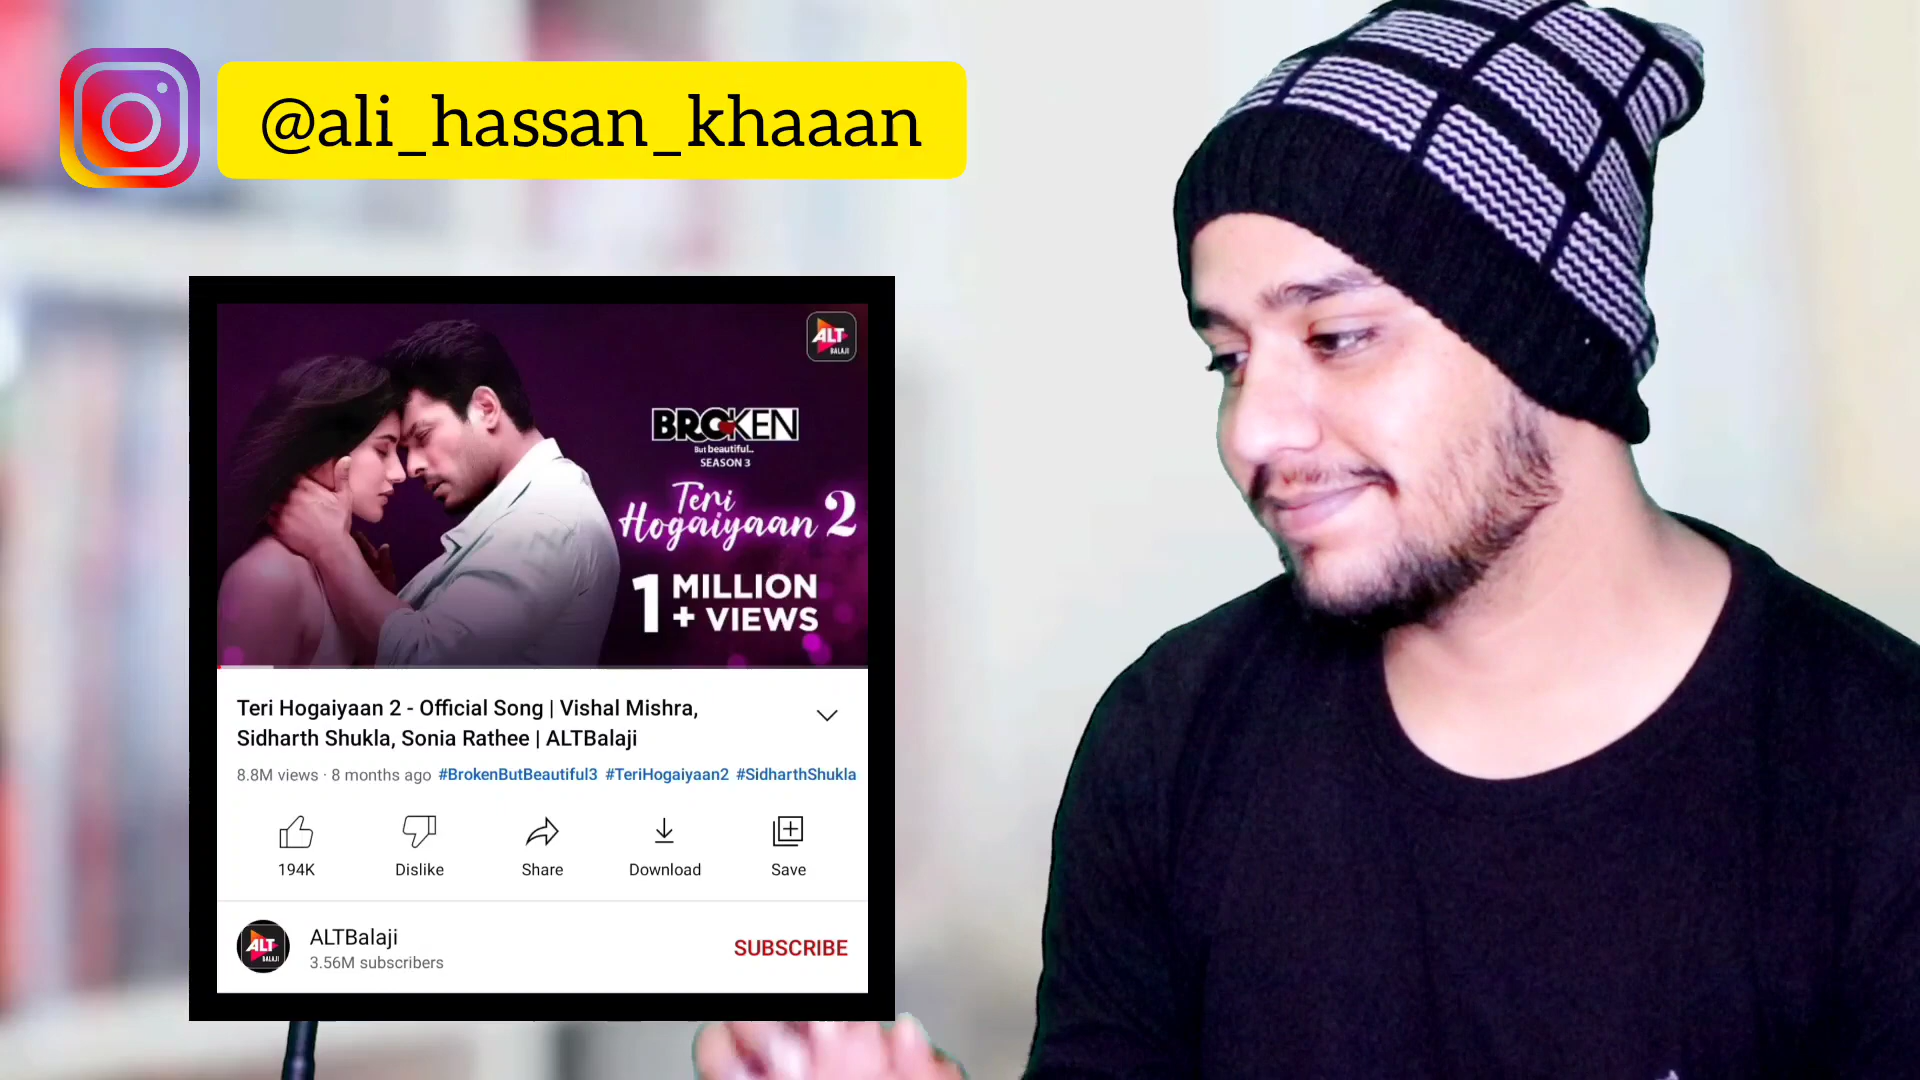 @ali_hassan_khaaan
ALT
BALAJI
BROKEN
But beautiful..
SEASON 3
Teri
Hogaiyaan 2
1 MILLION
+ VIEWS
Teri Hogaiyaan 2 - Official Song | Vishal Mishra,
Sidharth Shukla, Sonia Rathee | ALTBalaji
8.8M views · 8 months ago #BrokenButBeautiful3 #TeriHogaiyaan2 #SidharthShukla
194K Dislike Share Download Save
ALT
BALAJI
ALTBalaji
3.56M subscribers
SUBSCRIBE